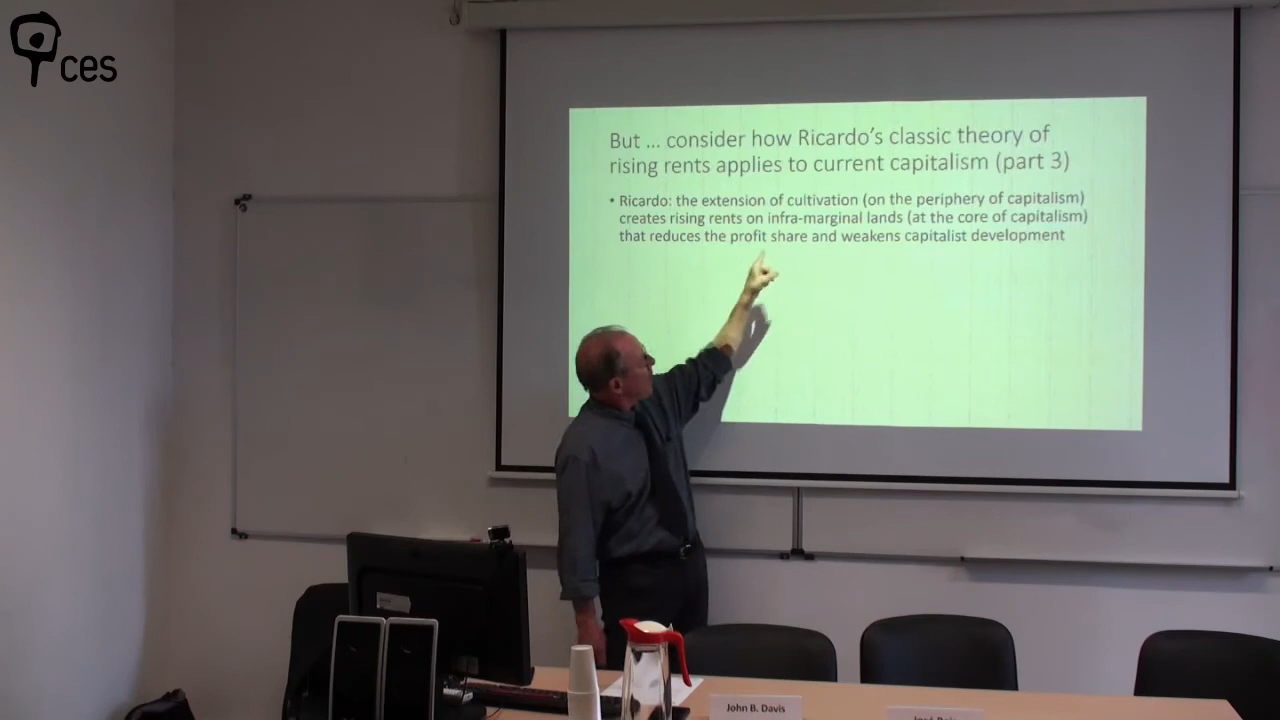 ces
But ... consider how Ricardo's classic theory of
rising rents applies to current capitalism (part 3)
• Ricardo: the extension of cultivation (on the periphery of capitalism)
creates rising rents on infra-marginal lands (at the core of capitalism)
that reduces the profit share and weakens capitalist development
John B. Davis
José